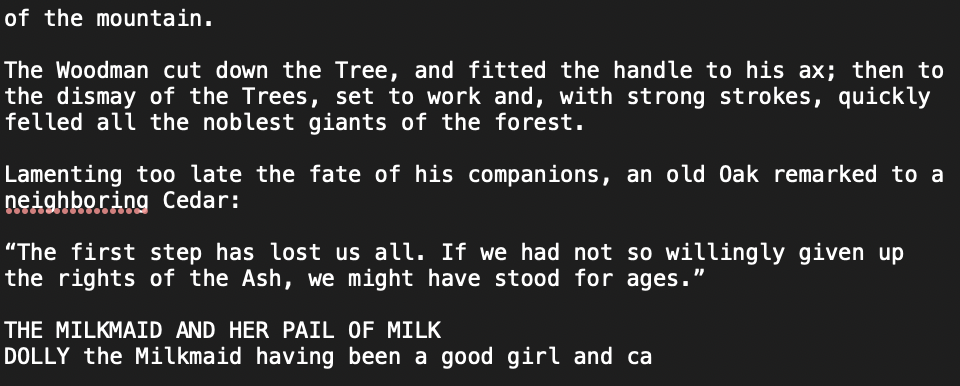 of the mountain.
The Woodman cut down the Tree, and fitted the handle to his ax; then to
the dismay of the Trees, set to work and, with strong strokes, quickly
felled all the noblest giants of the forest.
Lamenting too late the fate of his companions, an old Oak remarked to a
neighboring Cedar:
“The first step has lost us all. If we had not so willingly given up
the rights of the Ash, we might have stood for ages.”
THE MILKMAID AND HER PAIL OF MILK
DOLLY the Milkmaid having been a good girl and ca